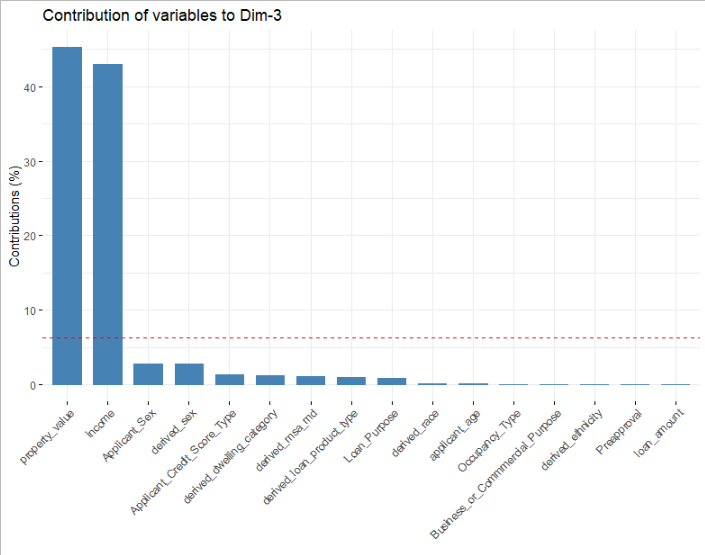 Contribution of variables to Dim-3
Contributions (%)
40
30
20
10
0
property_value
Income
Applicant_Sex
derived_sex
Applicant_Credit_Score_Type
derived_dwelling_category
derived_msa_md
derived_loan_product_type
Loan_Purpose
derived_race
applicant_age
Occupancy_Type
Business_or_Commercial_Purpose
derived_ethnicity
Preapproval
loan_amount